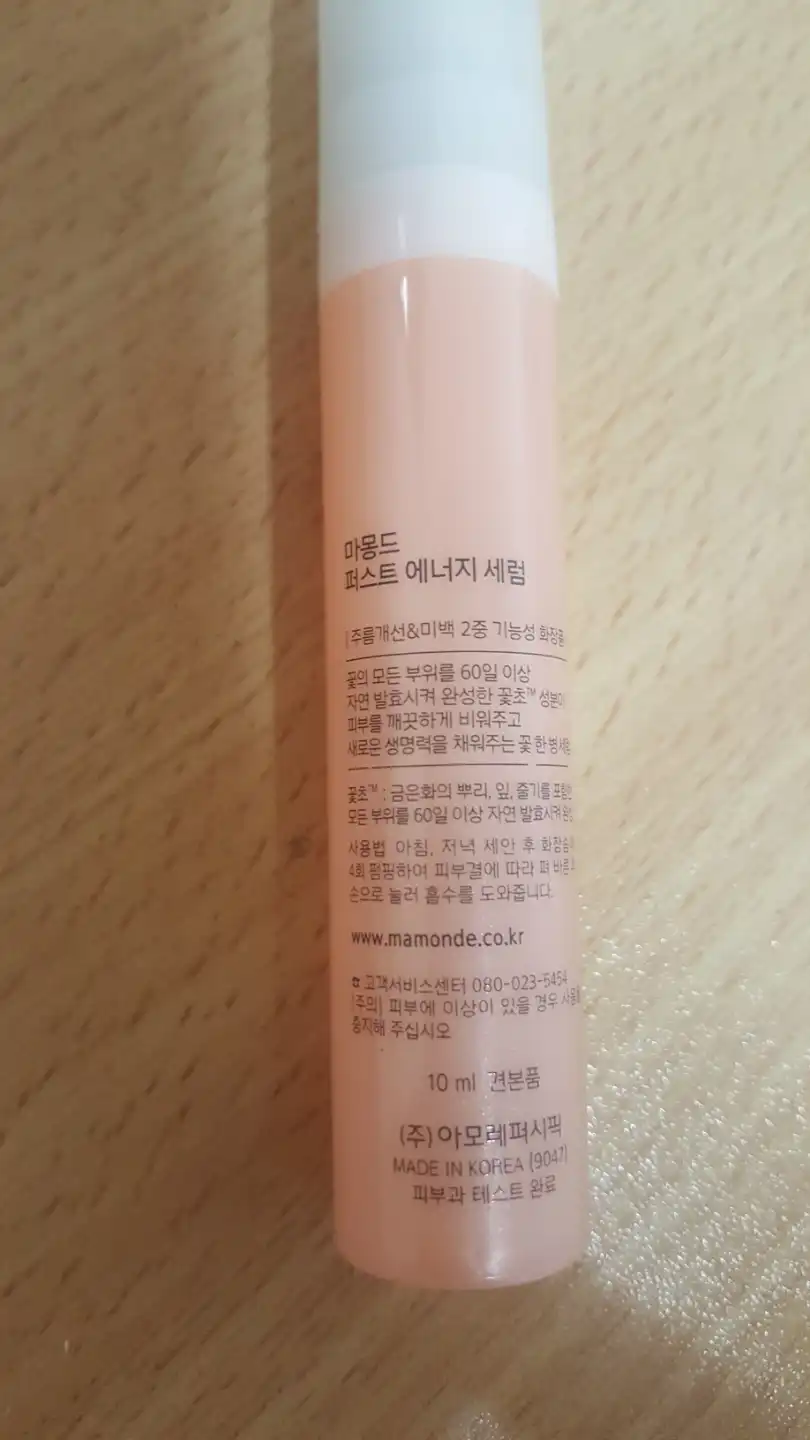 마몽드
퍼스트 에너지 세럼
주름개선&미백 2중 기능성 화장품
꽃의 모든 부위를 60일 이상
자연 발효시켜 완성한 꽃초™ 성분이
피부를 깨끗하게 비워주고
새로운 생명력을 채워주는 꽃 한 병 세럼
꽃초™ : 금은화의 뿌리, 잎, 줄기를 포함한
모든 부위를 60일 이상 자연 발효시켜
사용법 아침, 저녁 세안 후
4회 펌핑하여 피부결에 따라 펴 바른
손으로 눌러 흡수를 도와줍니다.
www.mamonde.co.kr
☎ 고객서비스센터 080-023-5454
[주의] 피부에 이상이 있을 경우 사용
중지해 주십시오
10 ml 견본품
(주)아모레퍼시픽
MADE IN KOREA (9047)
피부과 테스트 완료